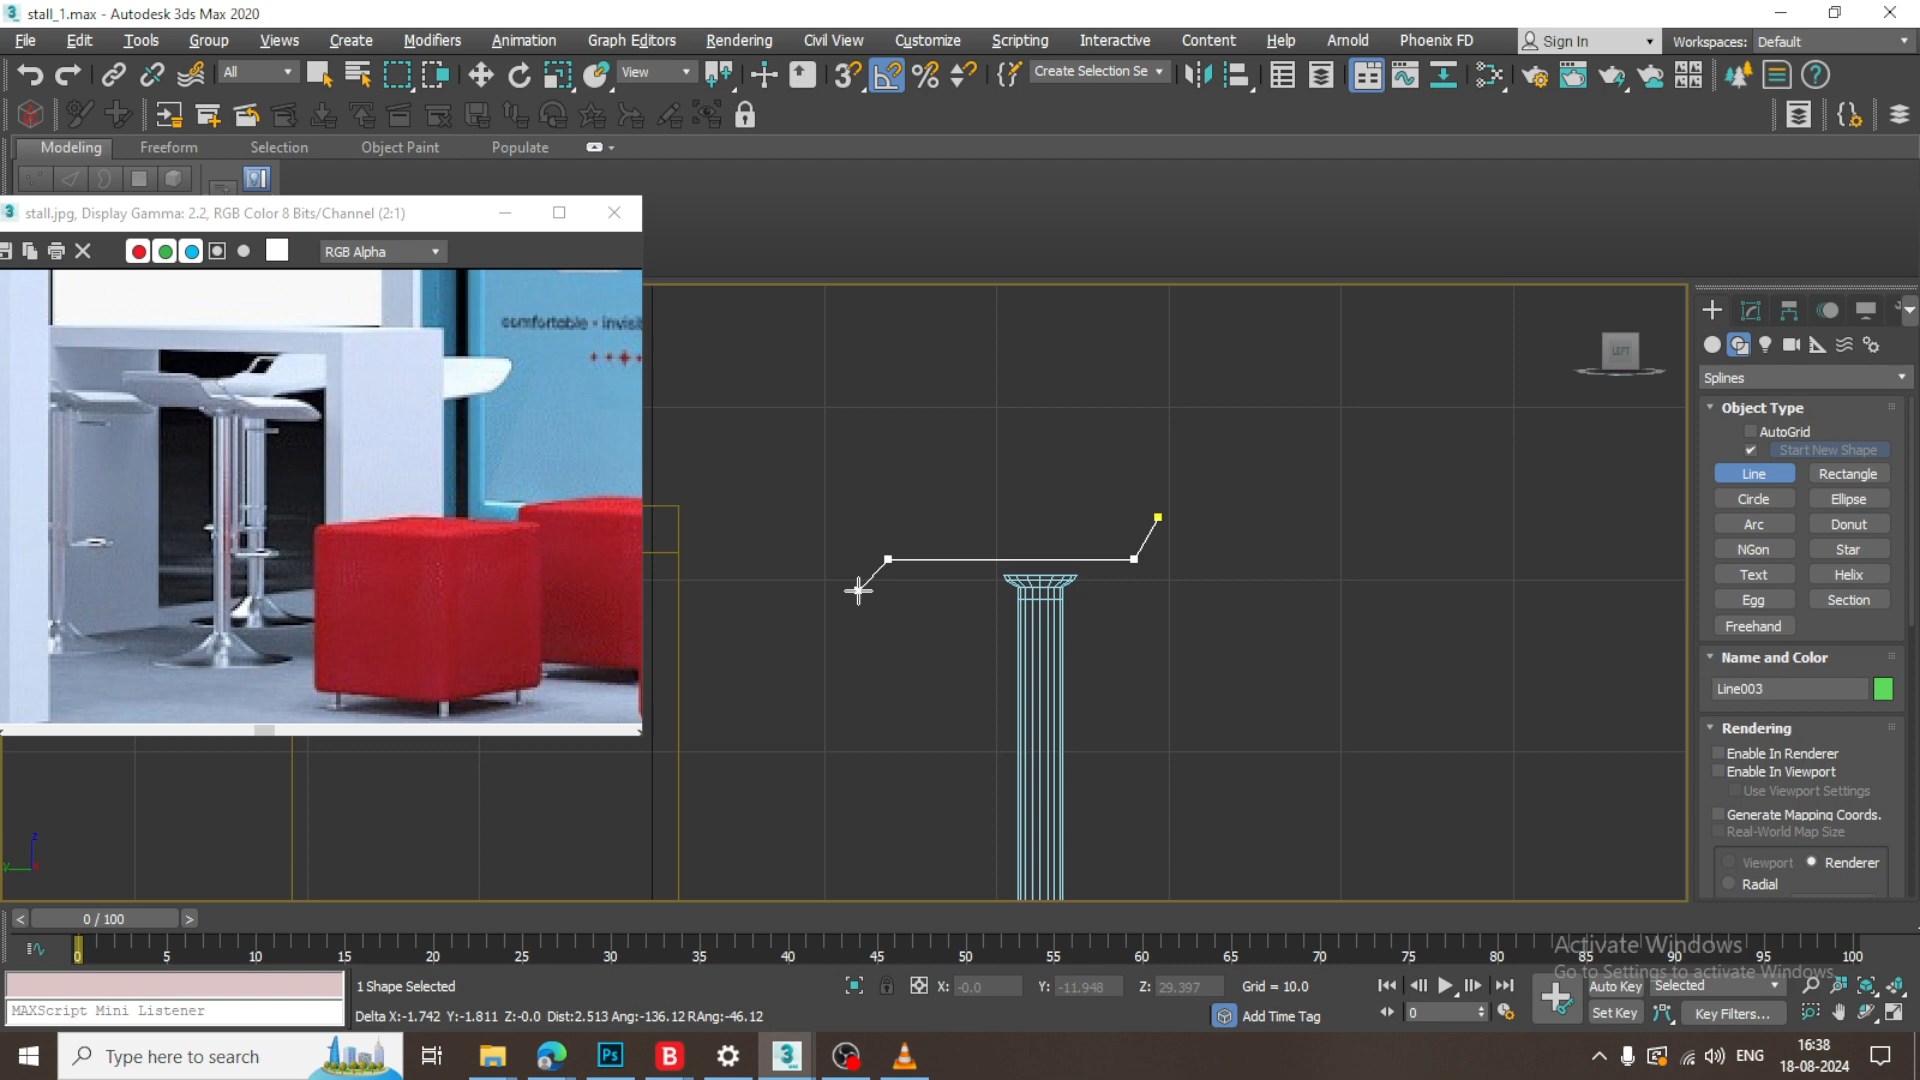 stall_1.max - Autodesk 3ds Max 2020
File Edit Tools Group Views Create Modifiers Animation Graph Editors Rendering Civil View Customize Scripting Interactive Content Help Arnold Phoenix FD Sign In Workspaces: Default
All View Create Selection Se
Modeling Freeform Selection Object Paint Populate
stall.jpg, Display Gamma: 2.2, RGB Color 8 Bits/Channel (2:1)
RGB Alpha
comfortable • invisib
LEFT
Splines
Object Type
AutoGrid
Start New Shape
Line Rectangle
Circle Ellipse
Arc Donut
NGon Star
Text Helix
Egg Section
Freehand
Name and Color
Line003
Rendering
Enable In Renderer
Enable In Viewport
Use Viewport Settings
Generate Mapping Coords.
Real-World Map Size
Viewport Renderer
Radial
z
y x
< 0 / 100 >
0 5 10 15 20 25 30 35 40 45 50 55 60 65 70 75 80 85 90 95 100
Activate Windows
Go to Settings to activate Windows.
1 Shape Selected X: -0.0 Y: -11.948 Z: 29.397 Grid = 10.0 Auto Key Selected
MAXScript Mini Listener Delta X:-1.742 Y:-1.811 Z:-0.0 Dist:2.513 Ang:-136.12 RAng:-46.12 Add Time Tag 0 Set Key Key Filters...
Type here to search Ps B 3 ENG 16:38
18-08-2024